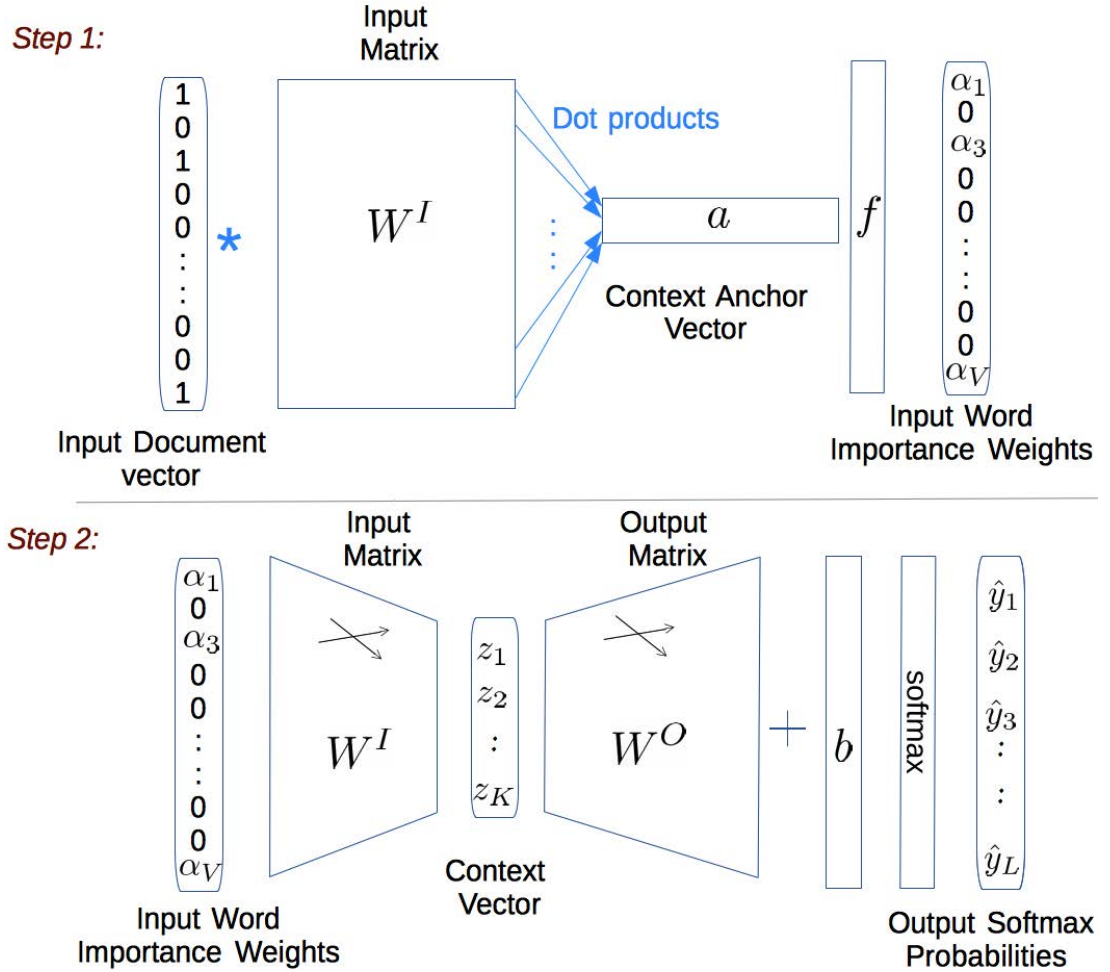 Step 1:
Input
Matrix
1
0
1
0
0
:
:
0
0
1
*
W^I
Dot products
:
:
a
Context Anchor
Vector
f
α_1
0
α_3
0
0
:
:
0
0
α_V
Input Document
vector
Input Word
Importance Weights
Step 2:
Input
Matrix
Output
Matrix
α_1
0
α_3
0
0
:
:
0
0
α_V
W^I
z_1
z_2
:
z_K
W^O
+
b
softmax
ŷ_1
ŷ_2
ŷ_3
:
:
ŷ_L
Context
Vector
Input Word
Importance Weights
Output Softmax
Probabilities